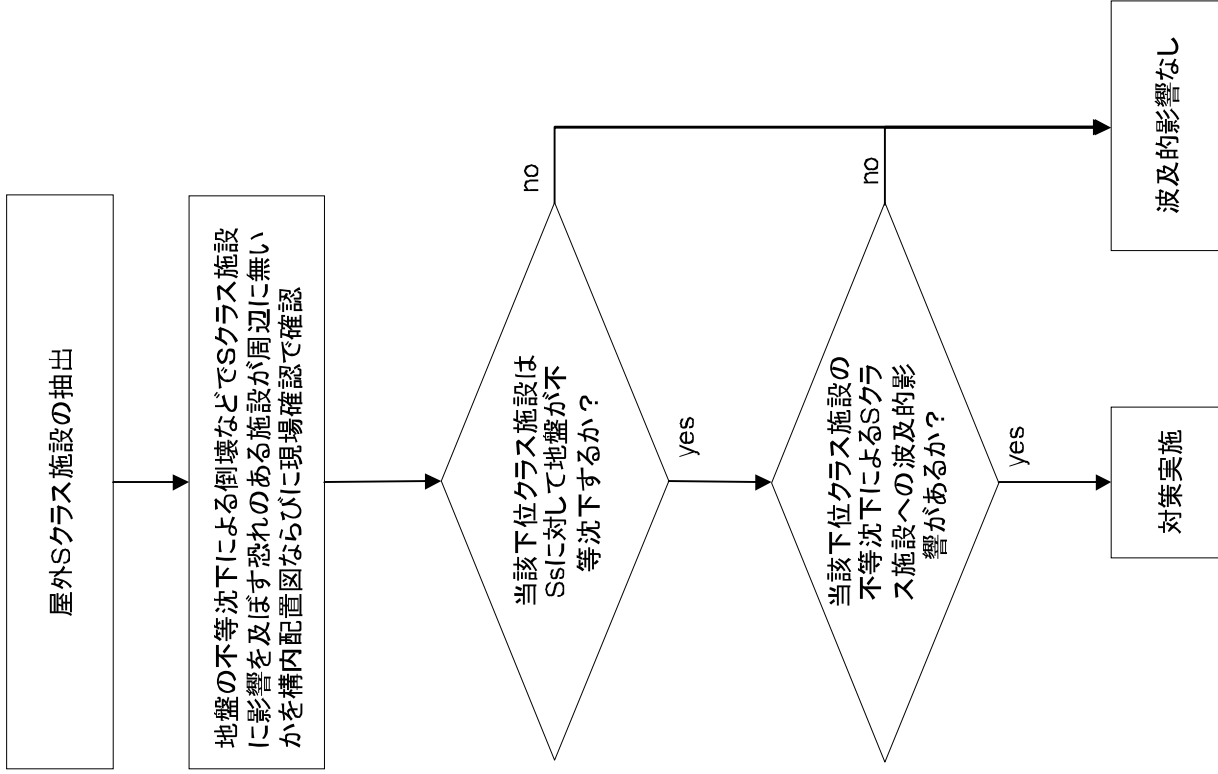 屋外Sクラス施設の抽出
地盤の不等沈下による倒壊などでSクラス施設
に影響を及ぼす恐れのある施設が周辺に無い
かを構内配置図ならびに現場確認で確認
当該下位クラス施設は
Ssに対して地盤が不
等沈下するか？
no
yes
当該下位クラス施設の
不等沈下によるSクラ
ス施設への波及的影
響があるか？
no
yes
対策実施
波及的影響なし